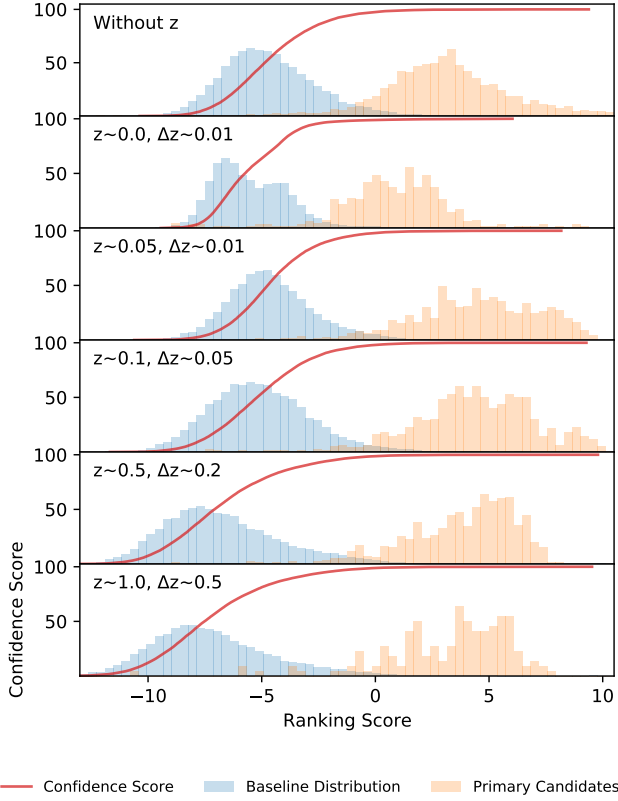 100
Without z
50
100
z~0.0, Δz~0.01
50
100
z~0.05, Δz~0.01
50
100
z~0.1, Δz~0.05
50
100
z~0.5, Δz~0.2
50
100
z~1.0, Δz~0.5
50
Confidence Score
−10 −5 0 5 10
Ranking Score
Confidence Score Baseline Distribution Primary Candidates